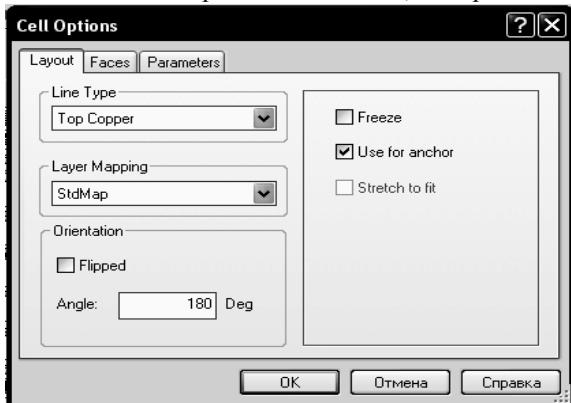 Cell Options
Layout Faces Parameters
Line Type
Top Copper
Layer Mapping
StdMap
Orientation
Flipped
Angle: 180 Deg
Freeze
Use for anchor
Stretch to fit
OK Отмена Справка